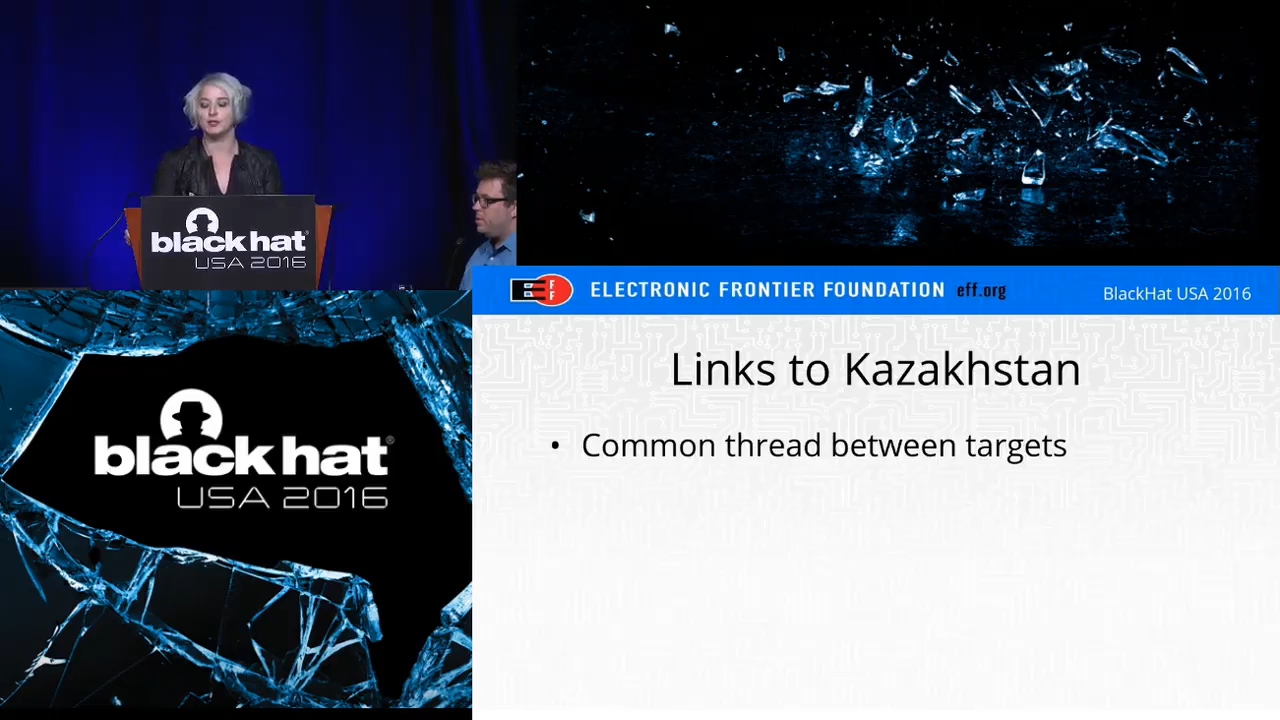 black hat
USA 2016
EFF
ELECTRONIC FRONTIER FOUNDATION eff.org
BlackHat USA 2016
Links to Kazakhstan
• Common thread between targets
black hat®
USA 2016